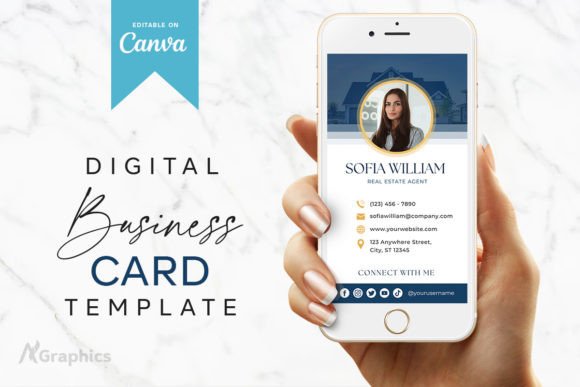 EDITABLE ON
Canva
DIGITAL
Business
CARD
TEMPLATE
SOFIA WILLIAM
REAL ESTATE AGENT
(123) 456 - 7890
sofiawilliam@company.com
www.yourwebsite.com
123 Anywhere Street,
City, ST 12345
CONNECT WITH ME
@yourusername
NGraphics